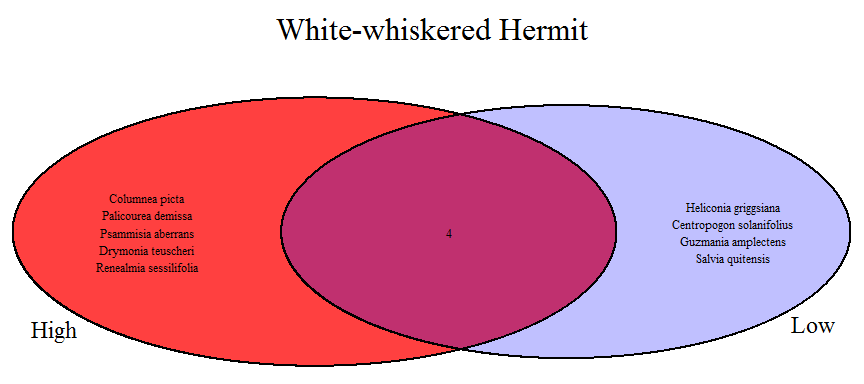 White-whiskered Hermit
Columnea picta
Palicourea demissa
Psammisia aberrans
Drymonia teuscheri
Renealmia sessilifolia
4
Heliconia griggsiana
Centropogon solanifolius
Guzmania amplectens
Salvia quitensis
High
Low